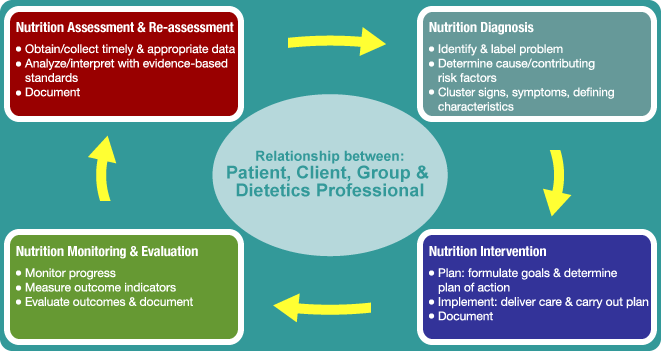 Nutrition Assessment & Re-assessment
• Obtain/collect timely & appropriate data
• Analyze/interpret with evidence-based
standards
• Document
Nutrition Diagnosis
• Identify & label problem
• Determine cause/contributing
risk factors
• Cluster signs, symptoms, defining
characteristics
Relationship between:
Patient, Client, Group &
Dietetics Professional
Nutrition Monitoring & Evaluation
• Monitor progress
• Measure outcome indicators
• Evaluate outcomes & document
Nutrition Intervention
• Plan: formulate goals & determine
plan of action
• Implement: deliver care & carry out plan
• Document